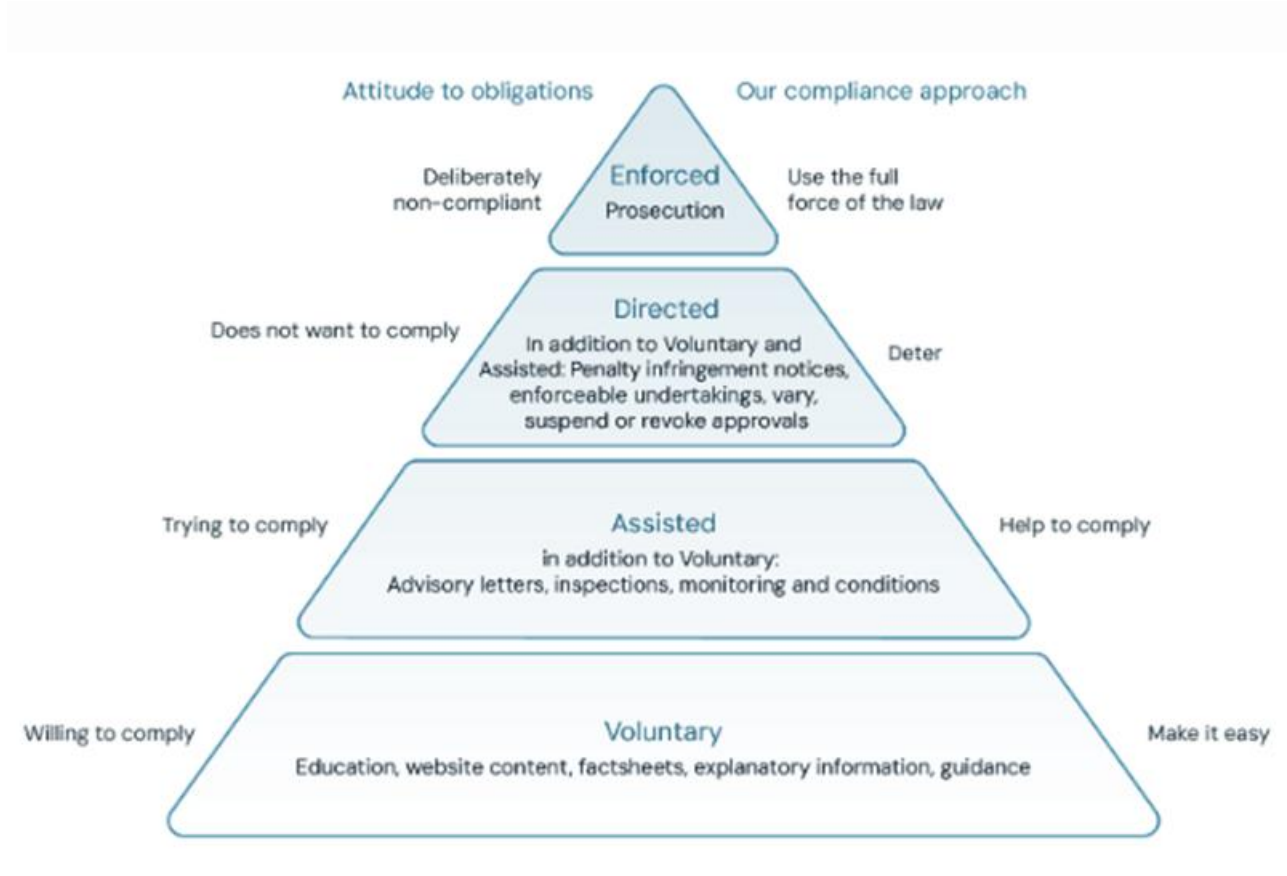 Attitude to obligations
Our compliance approach
Deliberately
non-compliant
Enforced
Prosecution
Use the full
force of the law
Does not want to comply
Directed
In addition to Voluntary and
Assisted: Penalty infringement notices,
enforceable undertakings, vary,
suspend or revoke approvals
Deter
Trying to comply
Assisted
in addition to Voluntary:
Advisory letters, inspections, monitoring and conditions
Help to comply
Willing to comply
Voluntary
Education, website content, factsheets, explanatory information, guidance
Make it easy